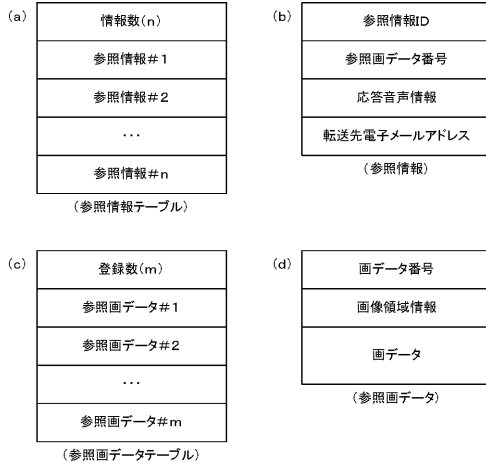 (a)
情報数(n)
参照情報#1
参照情報#2
···
参照情報#n
(参照情報テーブル)
(b)
参照情報ID
参照画データ番号
応答音声情報
転送先電子メールアドレス
(参照情報)
(c)
登録数(m)
参照画データ#1
参照画データ#2
···
参照画データ#m
(参照画データテーブル)
(d)
画データ番号
画像領域情報
画データ
(参照画データ)